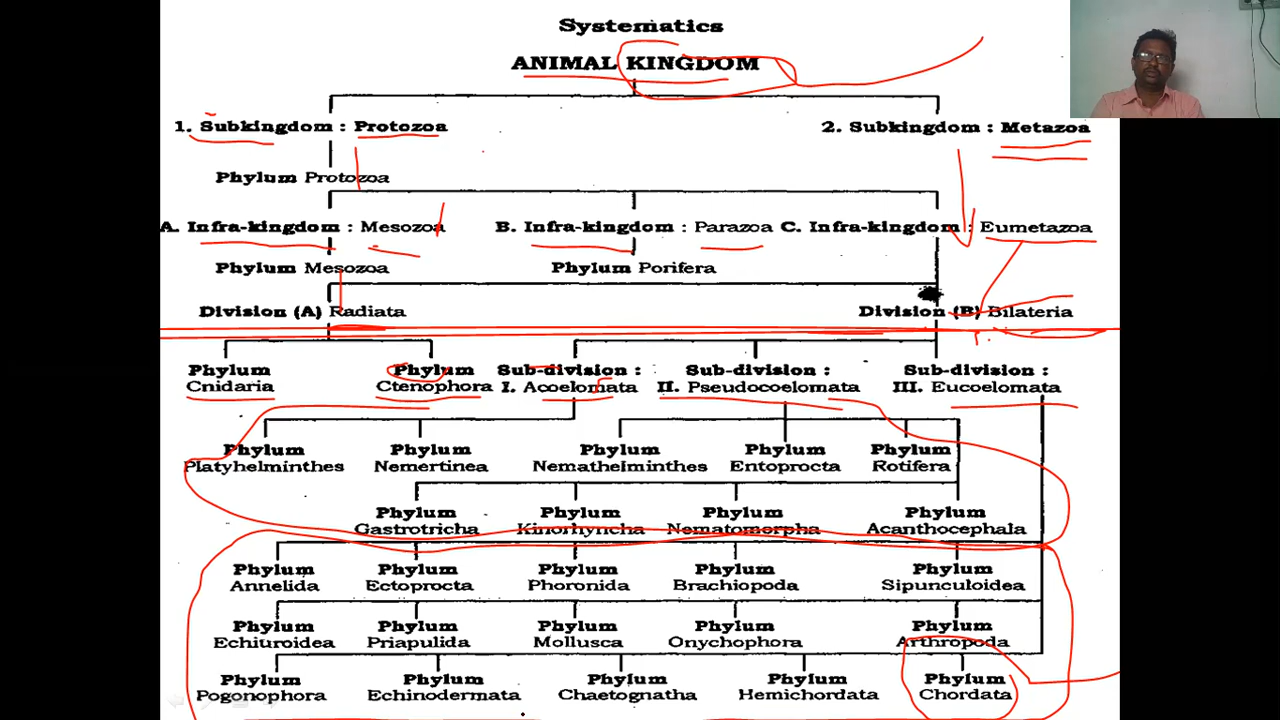 Systematics
ANIMAL KINGDOM
1. Subkingdom : Protozoa
2. Subkingdom : Metazoa
Phylum Protozoa
A. Infra-kingdom : Mesozoa
B. Infra-kingdom : Parazoa
C. Infra-kingdom : Eumetazoa
Phylum Mesozoa
Phylum Porifera
Division (A) Radiata
Division (B) Bilateria
Phylum
Cnidaria
Phylum
Ctenophora
Sub-division :
I. Acoelomata
Sub-division :
II. Pseudocoelomata
Sub-division :
III. Eucoelomata
Phylum
Platyhelminthes
Phylum
Nemertinea
Phylum
Nemathelminthes
Phylum
Entoprocta
Phylum
Rotifera
Phylum
Gastrotricha
Phylum
Kinorhyncha
Phylum
Nematomorpha
Phylum
Acanthocephala
Phylum
Annelida
Phylum
Ectoprocta
Phylum
Phoronida
Phylum
Brachiopoda
Phylum
Sipunculoidea
Phylum
Echiuroidea
Phylum
Priapulida
Phylum
Mollusca
Phylum
Onychophora
Phylum
Arthropoda
Phylum
Pogonophora
Phylum
Echinodermata
Phylum
Chaetognatha
Phylum
Hemichordata
Phylum
Chordata